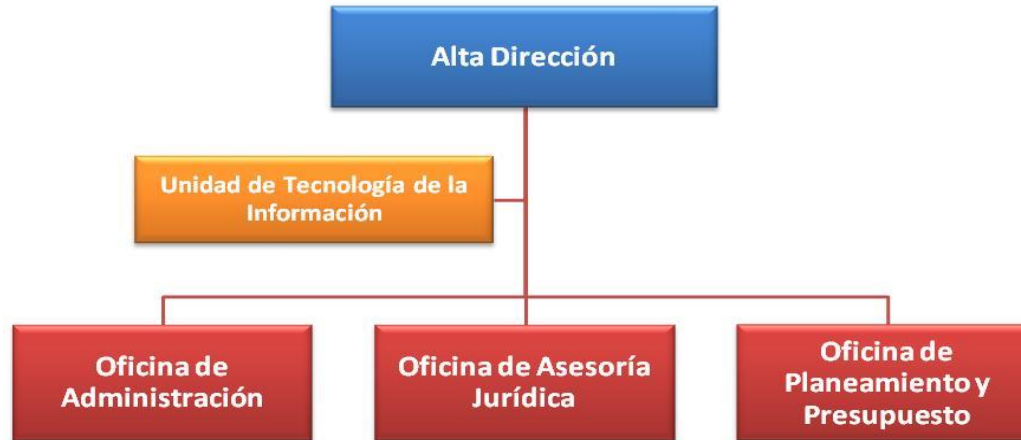 Alta Dirección
Unidad de Tecnología de la
Información
Oficina de
Administración
Oficina de Asesoría
Jurídica
Oficina de
Planeamiento y
Presupuesto